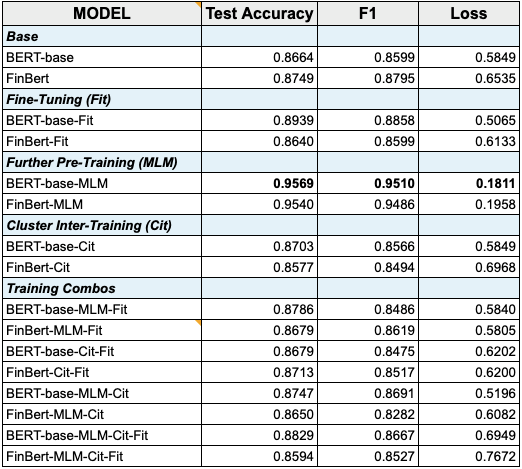 MODEL Test Accuracy F1 Loss
Base
BERT-base 0.8664 0.8599 0.5849
FinBert 0.8749 0.8795 0.6535
Fine-Tuning (Fit)
BERT-base-Fit 0.8939 0.8858 0.5065
FinBert-Fit 0.8640 0.8599 0.6133
Further Pre-Training (MLM)
BERT-base-MLM 0.9569 0.9510 0.1811
FinBert-MLM 0.9540 0.9486 0.1958
Cluster Inter-Training (Cit)
BERT-base-Cit 0.8703 0.8566 0.5849
FinBert-Cit 0.8577 0.8494 0.6968
Training Combos
BERT-base-MLM-Fit 0.8786 0.8486 0.5840
FinBert-MLM-Fit 0.8679 0.8619 0.5805
BERT-base-Cit-Fit 0.8679 0.8475 0.6202
FinBert-Cit-Fit 0.8713 0.8517 0.6200
BERT-base-MLM-Cit 0.8747 0.8691 0.5196
FinBert-MLM-Cit 0.8650 0.8282 0.6082
BERT-base-MLM-Cit-Fit 0.8829 0.8667 0.6949
FinBert-MLM-Cit-Fit 0.8594 0.8527 0.7672